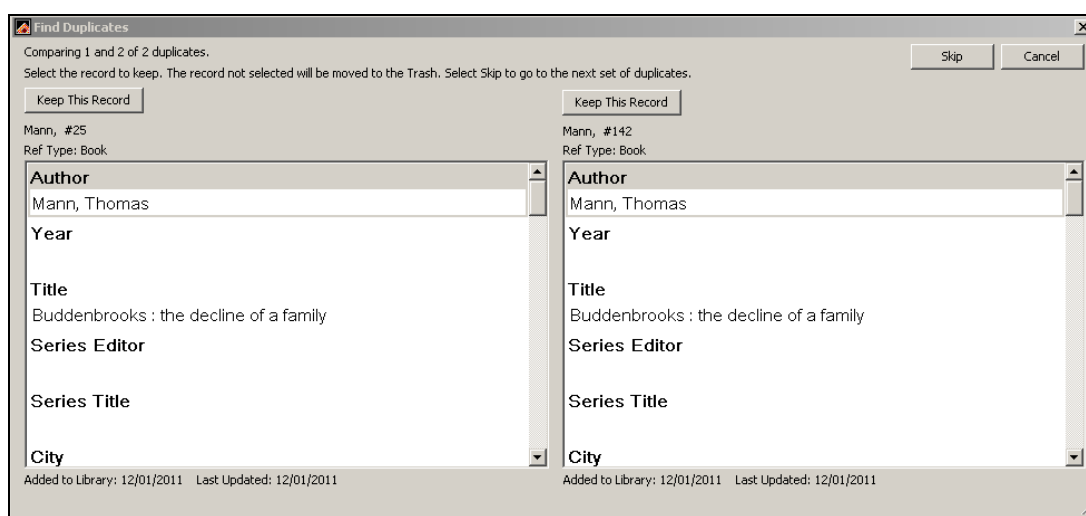 Find Duplicates
Comparing 1 and 2 of 2 duplicates.
Skip
Cancel
Select the record to keep. The record not selected will be moved to the Trash. Select Skip to go to the next set of duplicates.
Keep This Record
Mann, #25
Ref Type: Book
Author
Mann, Thomas
Year
Title
Buddenbrooks : the decline of a family
Series Editor
Series Title
City
Added to Library: 12/01/2011 Last Updated: 12/01/2011
Keep This Record
Mann, #142
Ref Type: Book
Author
Mann, Thomas
Year
Title
Buddenbrooks : the decline of a family
Series Editor
Series Title
City
Added to Library: 12/01/2011 Last Updated: 12/01/2011